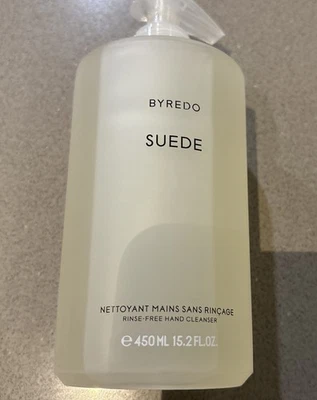 BYREDO
SUEDE
NETTOYANT MAINS SANS RINÇAGE
RINSE-FREE HAND CLEANSER
℮ 450 ML 15.2 FL.OZ.